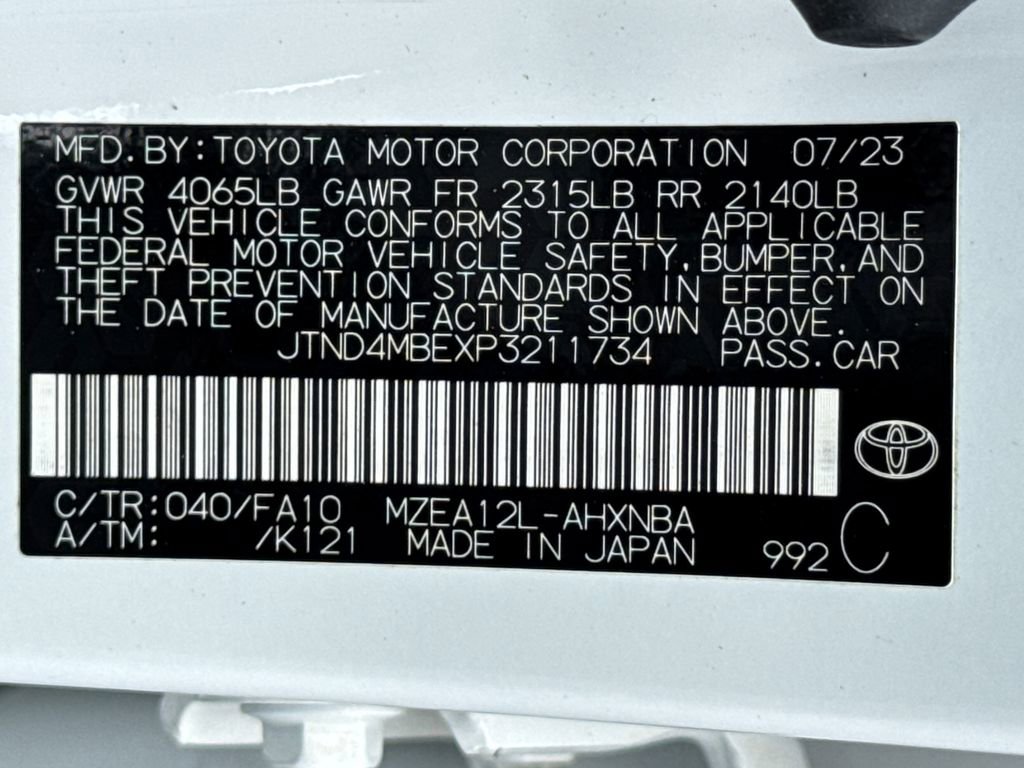 MFD.BY:TOYOTA MOTOR CORPORATION 07/23
GVWR 4065LB GAWR FR 2315LB RR 2140LB
THIS VEHICLE CONFORMS TO ALL APPLICABLE
FEDERAL MOTOR VEHICLE SAFETY,BUMPER,AND
THEFT PREVENTION STANDARDS IN EFFECT ON
THE DATE OF MANUFACTURE SHOWN ABOVE.
JTND4MBEXP3211734 PASS.CAR
C/TR:040/FA10 MZEA12L-AHXNBA
A/TM: /K121 MADE IN JAPAN 992 C